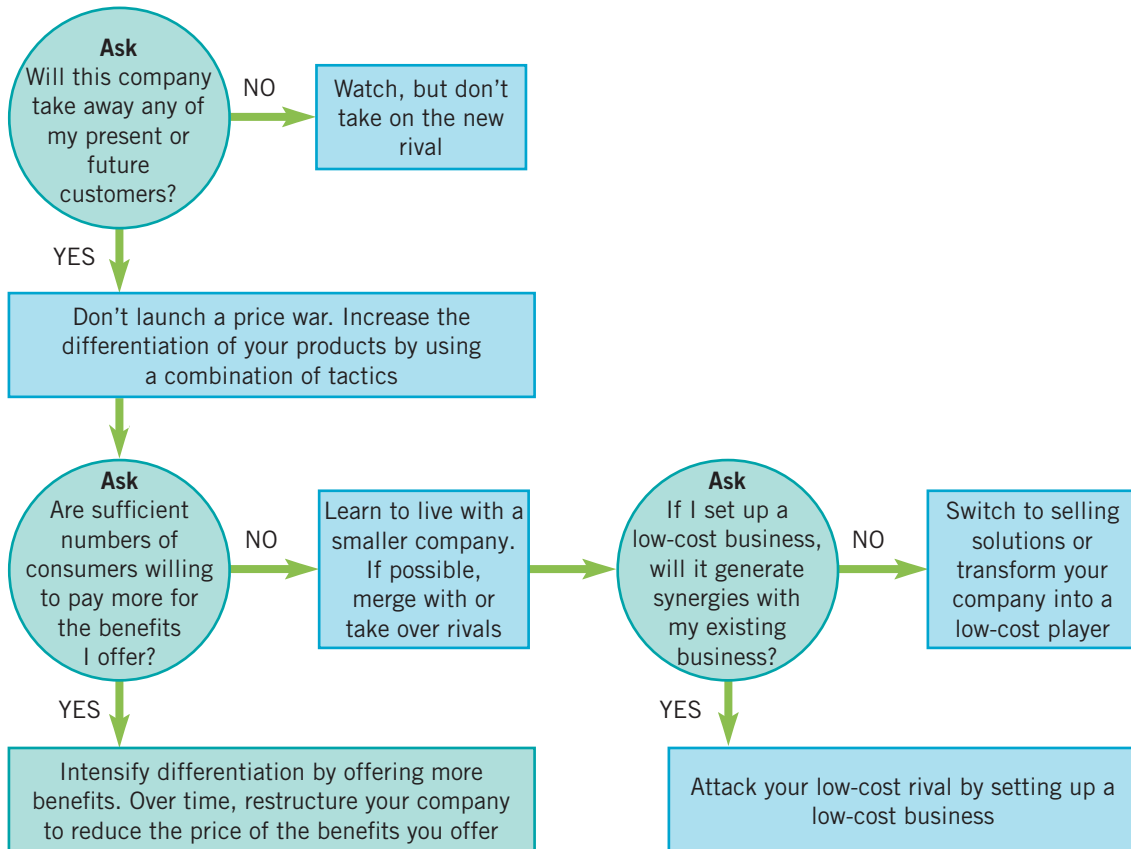 Ask
Will this company
take away any of
my present or
future
customers?
NO
Watch, but don't
take on the new
rival
YES
Don't launch a price war. Increase the
differentiation of your products by using
a combination of tactics
Ask
Are sufficient
numbers of
consumers willing
to pay more for
the benefits
I offer?
NO
Learn to live with a
smaller company.
If possible,
merge with or
take over rivals
Ask
If I set up a
low-cost business,
will it generate
synergies with
my existing
business?
NO
Switch to selling
solutions or
transform your
company into a
low-cost player
YES
Intensify differentiation by offering more
benefits. Over time, restructure your company
to reduce the price of the benefits you offer
YES
Attack your low-cost rival by setting up a
low-cost business